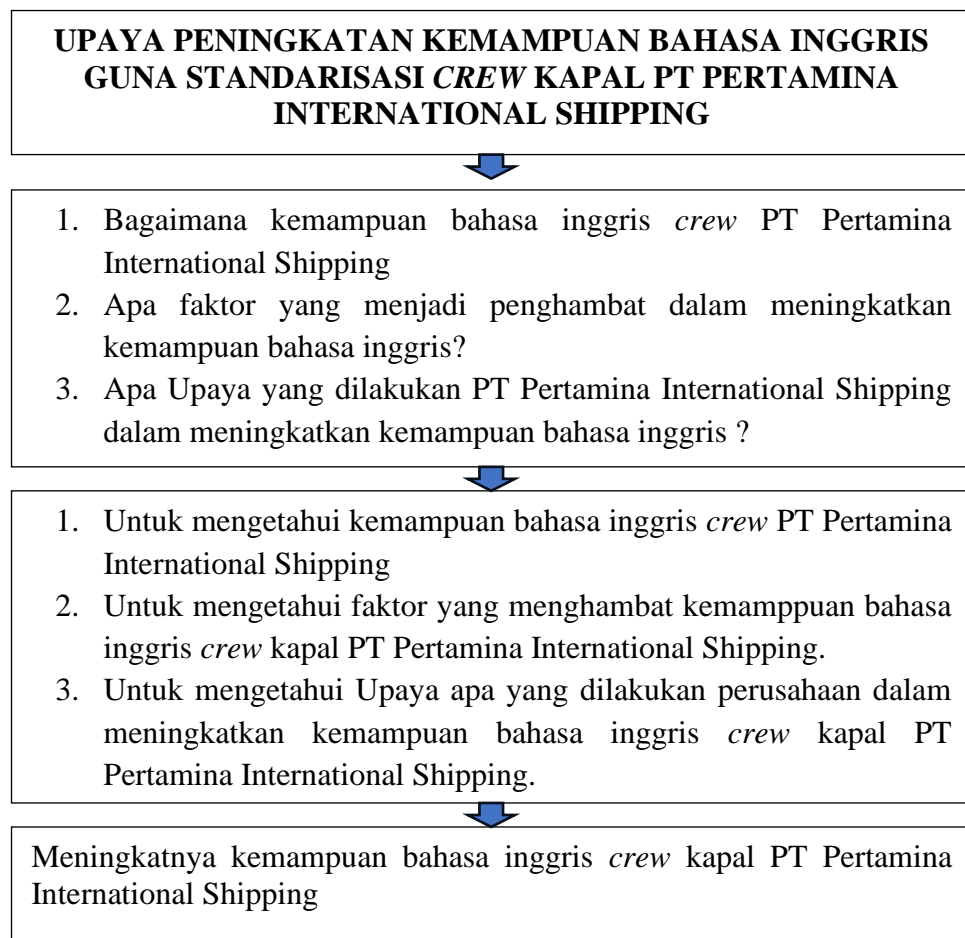 UPAYA PENINGKATAN KEMAMPUAN BAHASA INGGRIS
GUNA STANDARISASI CREW KAPAL PT PERTAMINA
INTERNATIONAL SHIPPING
1. Bagaimana kemampuan bahasa inggris crew PT Pertamina
International Shipping
2. Apa faktor yang menjadi penghambat dalam meningkatkan
kemampuan bahasa inggris?
3. Apa Upaya yang dilakukan PT Pertamina International Shipping
dalam meningkatkan kemampuan bahasa inggris ?
1. Untuk mengetahui kemampuan bahasa inggris crew PT Pertamina
International Shipping
2. Untuk mengetahui faktor yang menghambat kemamppuan bahasa
inggris crew kapal PT Pertamina International Shipping.
3. Untuk mengetahui Upaya apa yang dilakukan perusahaan dalam
meningkatkan kemampuan bahasa inggris crew kapal PT
Pertamina International Shipping.
Meningkatnya kemampuan bahasa inggris crew kapal PT Pertamina
International Shipping